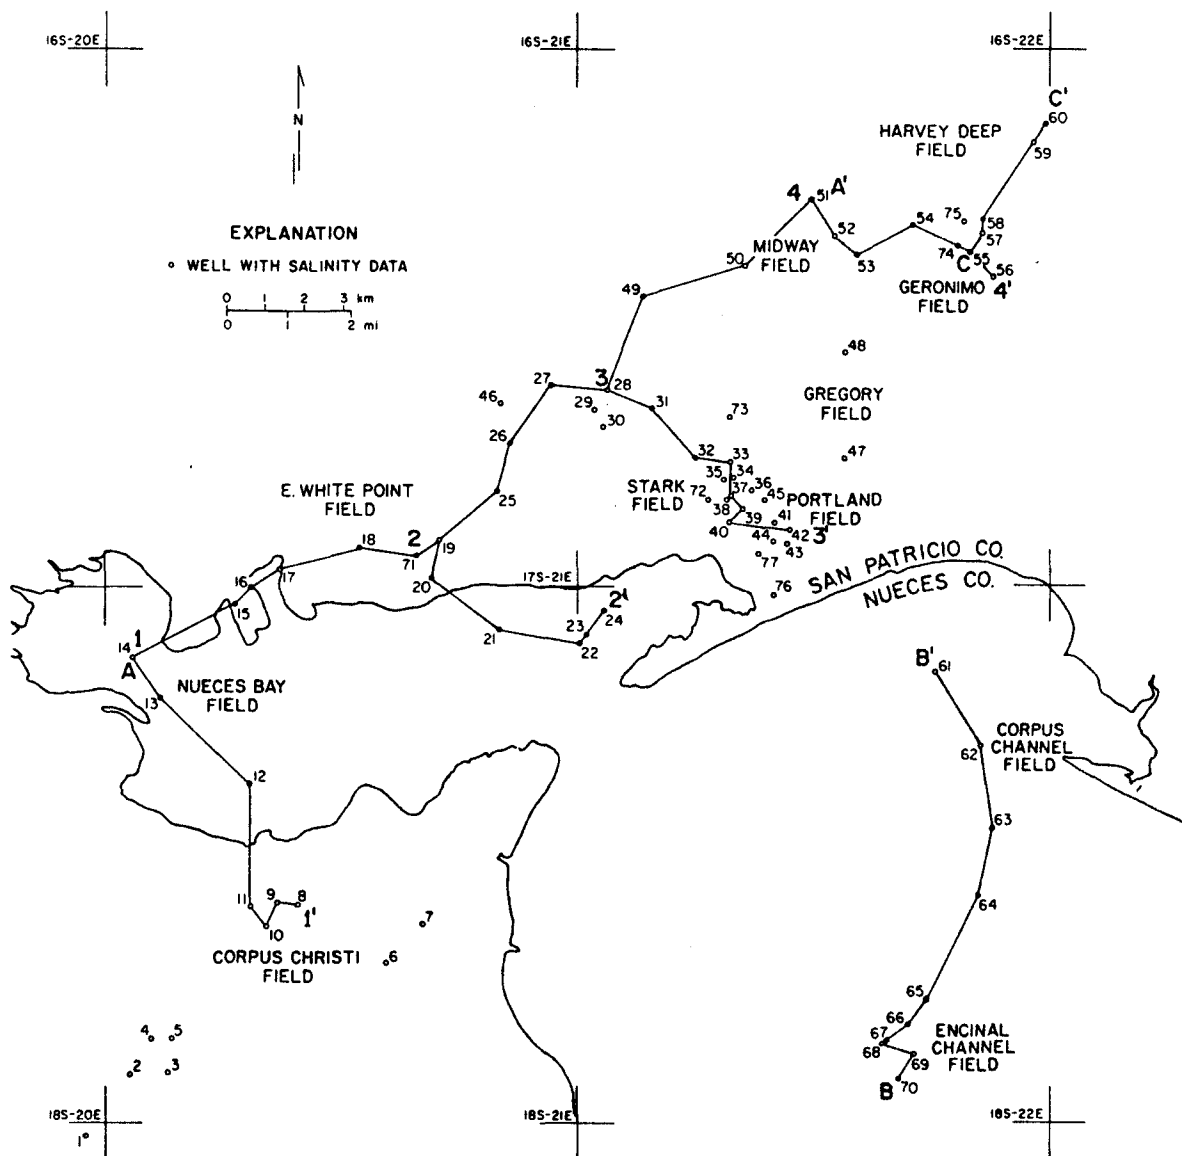 16S-20E
16S-21E
16S-22E
N
C'
60
59
HARVEY DEEP
FIELD
4
51
A'
52
MIDWAY
FIELD
53
54
75
58
57
74
C
55
56
GERONIMO
FIELD
4'
50
49
EXPLANATION
WELL WITH SALINITY DATA
0 1 2 3 km
0 1 2 mi
48
GREGORY
FIELD
27
3
28
46
29
30
31
73
26
47
32
33
35
34
E. WHITE POINT
FIELD
25
STARK
FIELD
72
37
36
45
PORTLAND
FIELD
38
39
41
40
42
3'
44
43
77
18
2
71
19
17
16
15
20
17S-21E
76
SAN PATRICIO CO.
NUECES CO.
2'
24
23
22
21
14
1
A
13
NUECES BAY
FIELD
B'
61
62
CORPUS
CHANNEL
FIELD
12
63
64
11
9
8
1'
10
7
CORPUS CHRISTI
FIELD
6
65
66
67
68
69
ENCINAL
CHANNEL
FIELD
B
70
4
5
2
3
18S-20E
18S-21E
18S-22E
1